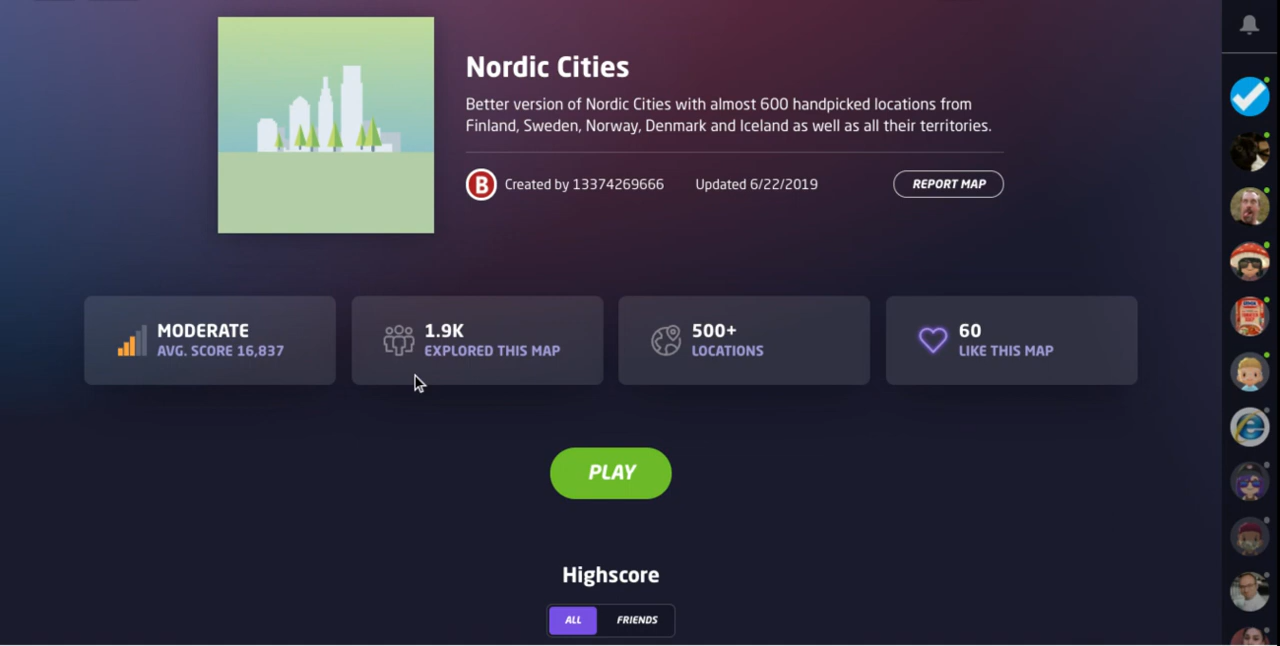 Nordic Cities
Better version of Nordic Cities with almost 600 handpicked locations from
Finland, Sweden, Norway, Denmark and Iceland as well as all their territories.
B Created by 13374269666 Updated 6/22/2019 REPORT MAP
MODERATE
AVG. SCORE 16,837
1.9K
EXPLORED THIS MAP
500+
LOCATIONS
60
LIKE THIS MAP
PLAY
Highscore
ALL FRIENDS